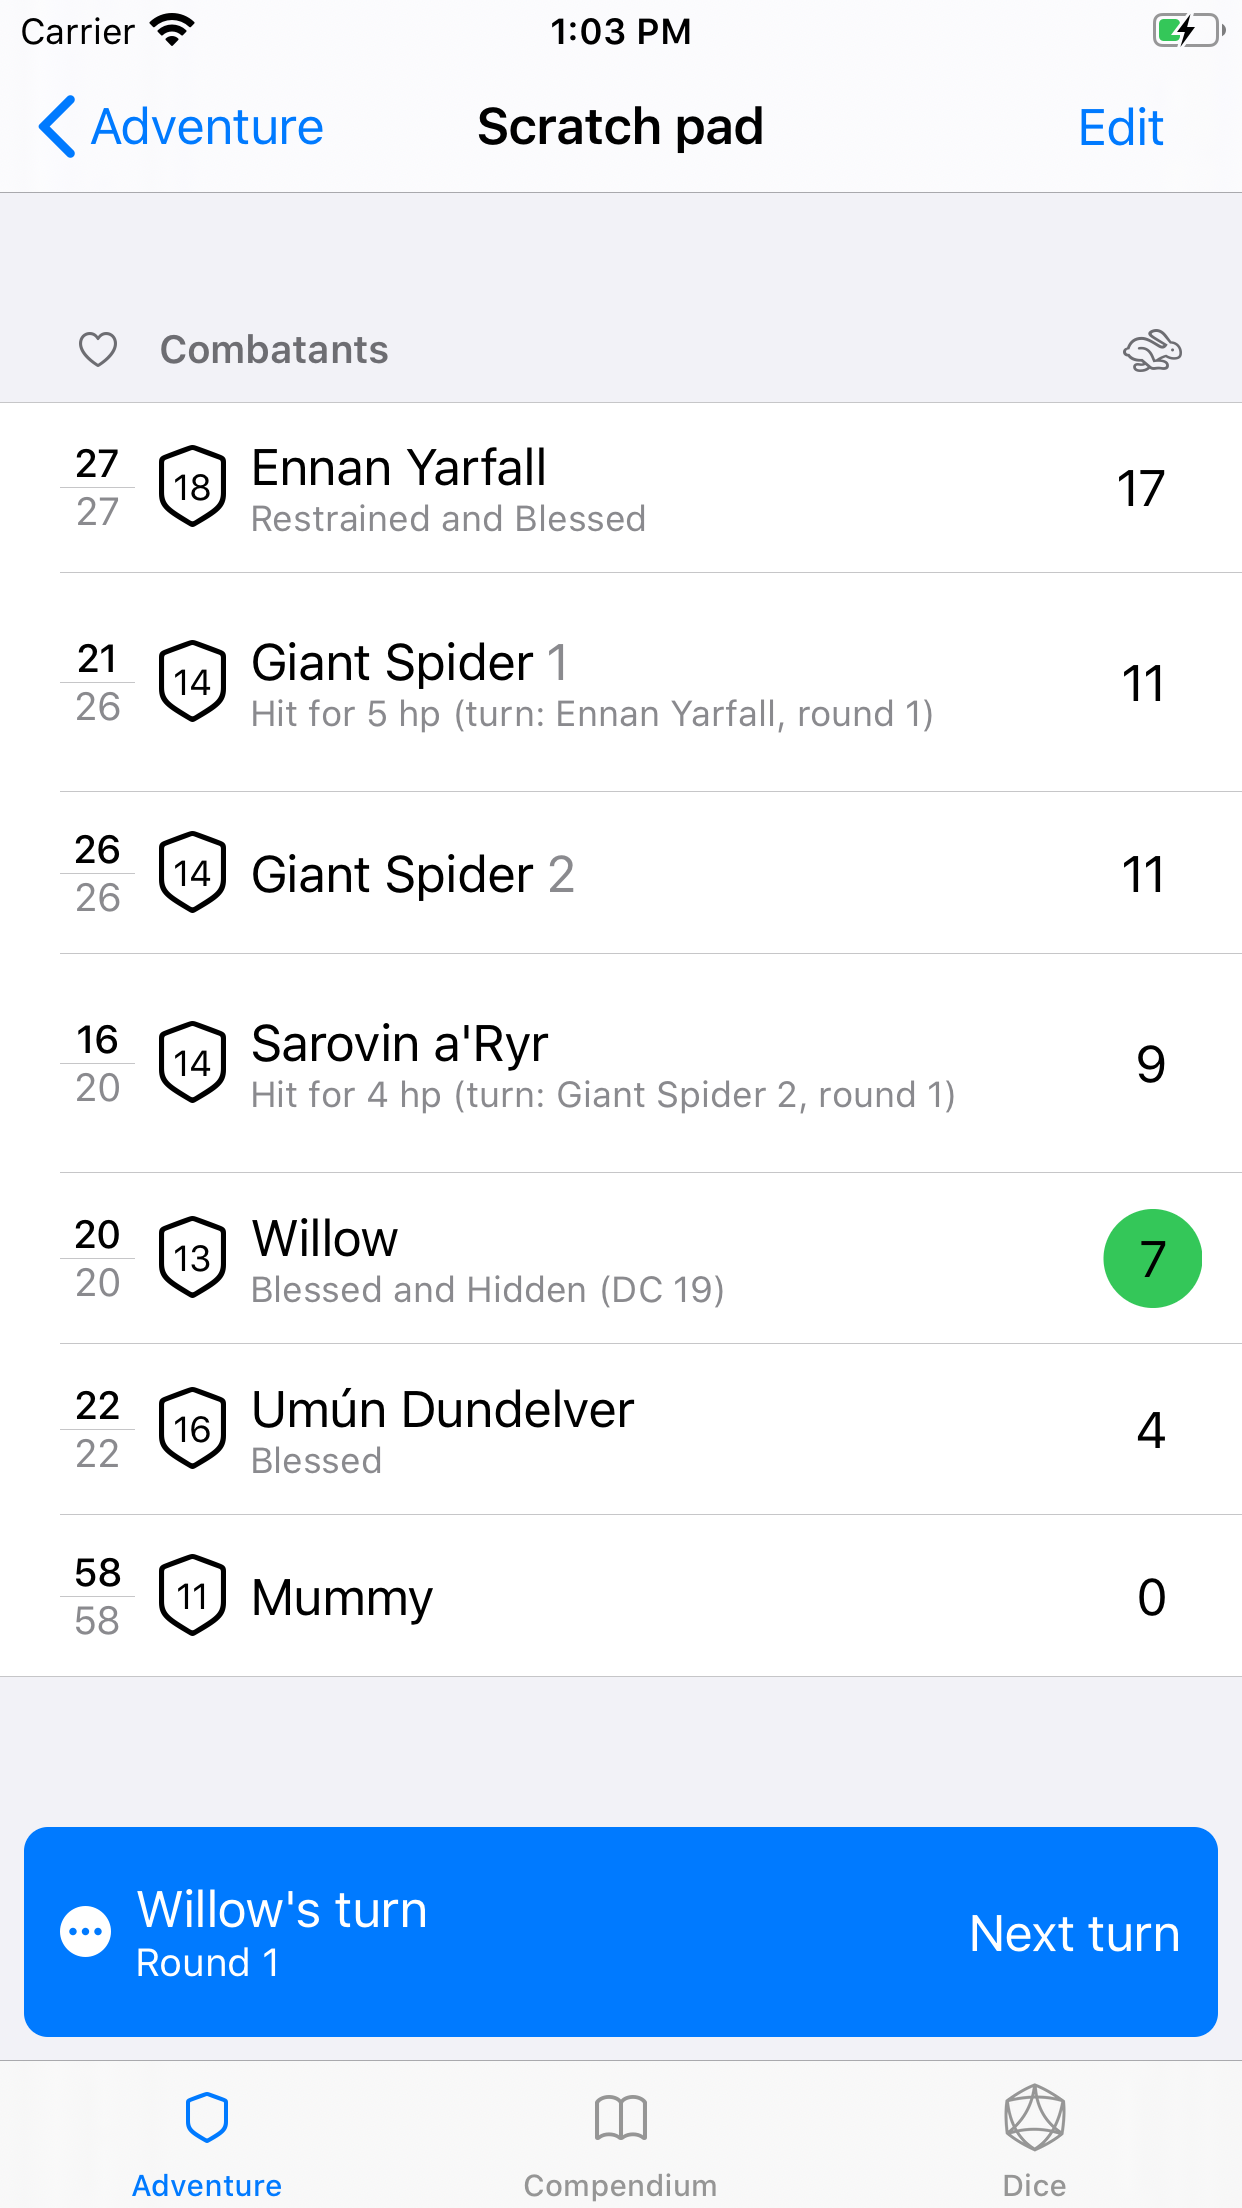 Carrier 1:03 PM
Adventure Scratch pad Edit
Combatants
27 18 Ennan Yarfall 17
27 Restrained and Blessed
21 14 Giant Spider 1 11
26 Hit for 5 hp (turn: Ennan Yarfall, round 1)
26 14 Giant Spider 2 11
26
16 14 Sarovin a'Ryr 9
20 Hit for 4 hp (turn: Giant Spider 2, round 1)
20 13 Willow 7
20 Blessed and Hidden (DC 19)
22 16 Umún Dundelver 4
22 Blessed
58 11 Mummy 0
58
Willow's turn Next turn
Round 1
Adventure Compendium Dice